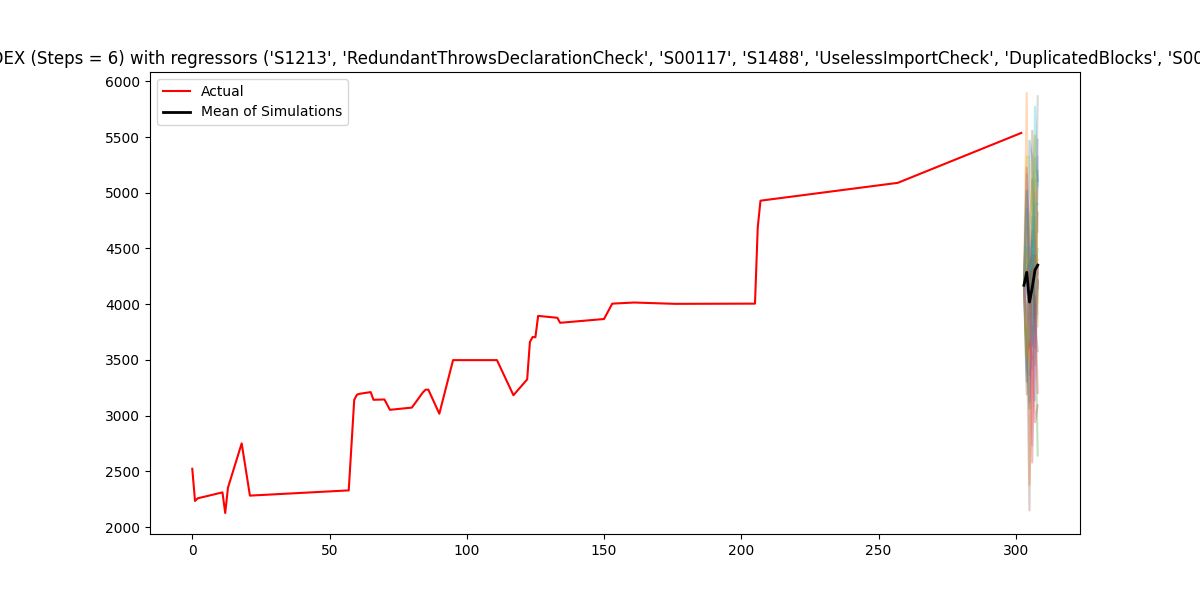 DEX (Steps = 6) with regressors ('S1213', 'RedundantThrowsDeclarationCheck', 'S00117', 'S1488', 'UselessImportCheck', 'DuplicatedBlocks', 'S00
Actual
Mean of Simulations
6000
5500
5000
4500
4000
3500
3000
2500
2000
0 50 100 150 200 250 300